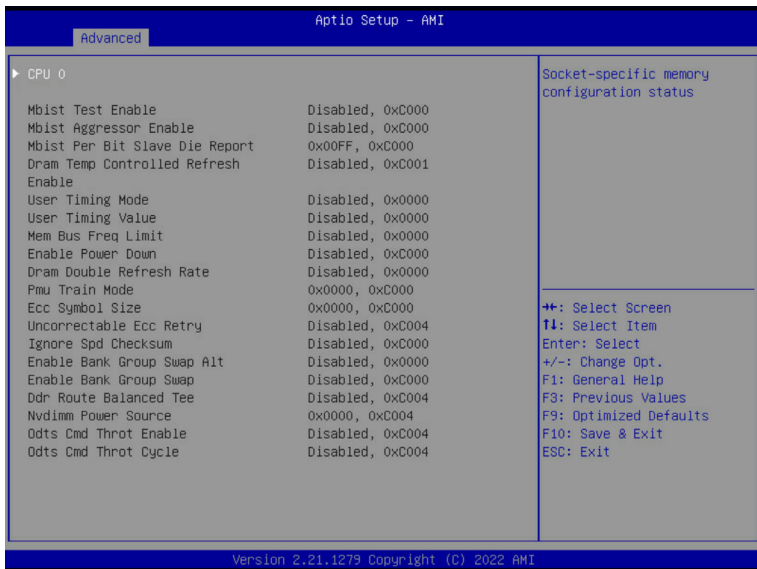 Aptio Setup - AMI
Advanced
▶ CPU 0
Mbist Test Enable Disabled, 0xC000
Mbist Aggressor Enable Disabled, 0xC000
Mbist Per Bit Slave Die Report 0x00FF, 0xC000
Dram Temp Controlled Refresh Disabled, 0xC001
Enable
User Timing Mode Disabled, 0x0000
User Timing Value Disabled, 0x0000
Mem Bus Freq Limit Disabled, 0x0000
Enable Power Down Disabled, 0xC000
Dram Double Refresh Rate Disabled, 0x0000
Pmu Train Mode 0x0000, 0xC000
Ecc Symbol Size 0x0000, 0xC000
Uncorrectable Ecc Retry Disabled, 0xC004
Ignore Spd Checksum Disabled, 0xC000
Enable Bank Group Swap Alt Disabled, 0x0000
Enable Bank Group Swap Disabled, 0xC000
Ddr Route Balanced Tee Disabled, 0xC004
Nvdimm Power Source 0x0000, 0xC004
Odts Cmd Throt Enable Disabled, 0xC004
Odts Cmd Throt Cycle Disabled, 0xC004
Socket-specific memory
configuration status
→←: Select Screen
↑↓: Select Item
Enter: Select
+/-: Change Opt.
F1: General Help
F3: Previous Values
F9: Optimized Defaults
F10: Save & Exit
ESC: Exit
Version 2.21.1279 Copyright (C) 2022 AMI